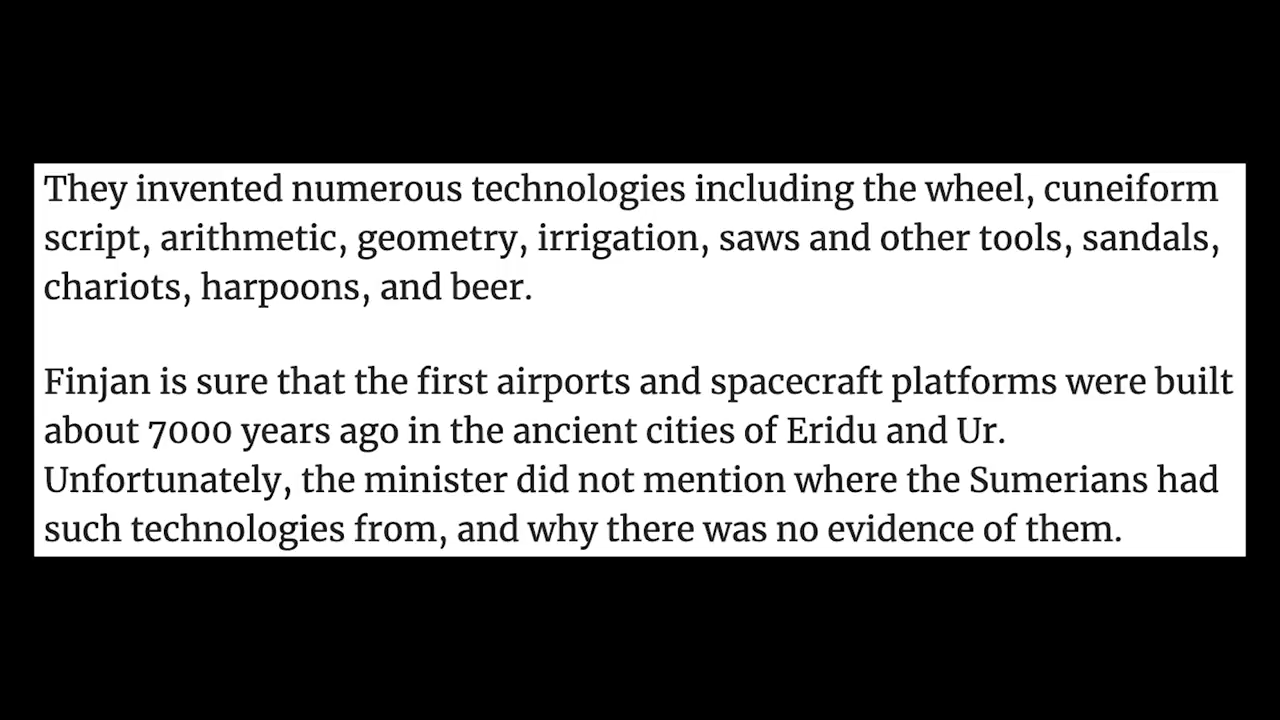 They invented numerous technologies including the wheel, cuneiform
script, arithmetic, geometry, irrigation, saws and other tools, sandals,
chariots, harpoons, and beer.
Finjan is sure that the first airports and spacecraft platforms were built
about 7000 years ago in the ancient cities of Eridu and Ur.
Unfortunately, the minister did not mention where the Sumerians had
such technologies from, and why there was no evidence of them.